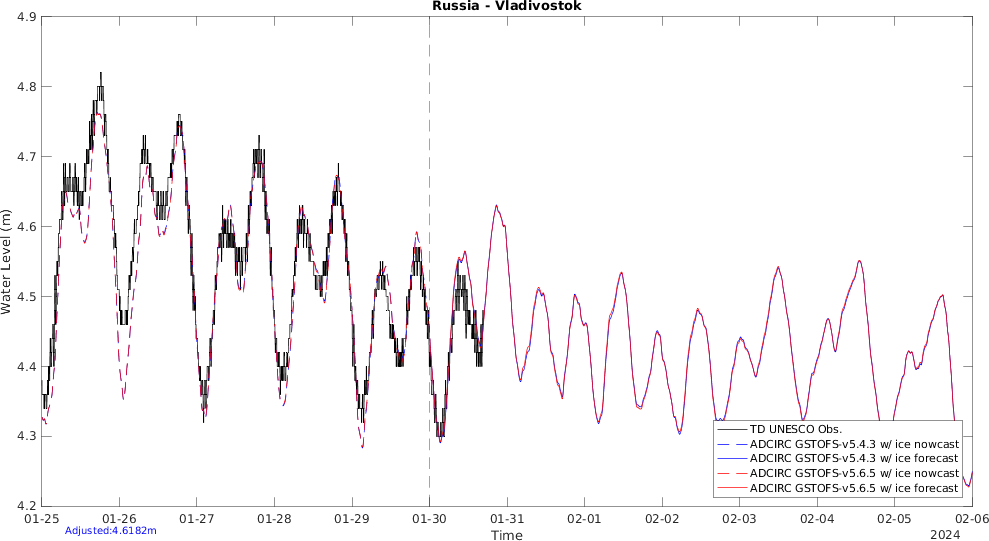 Russia - Vladivostok
4.9
4.8
4.7
4.6
4.5
4.4
4.3
4.2
Water Level (m)
TD UNESCO Obs.
ADCIRC GSTOFS-v5.4.3 w/ ice nowcast
ADCIRC GSTOFS-v5.4.3 w/ ice forecast
ADCIRC GSTOFS-v5.6.5 w/ ice nowcast
ADCIRC GSTOFS-v5.6.5 w/ ice forecast
01-25 01-26 01-27 01-28 01-29 01-30 01-31 02-01 02-02 02-03 02-04 02-05 02-06
Adjusted:4.6182m
Time
2024